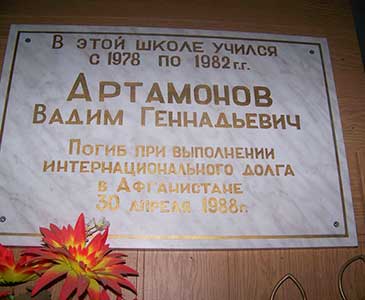 В этой школе учился
с 1978 по 1982 г.г.
Артамонов
Вадим Геннадьевич
Погиб при выполнении
интернационального долга
в Афганистане
30 апреля 1988г.